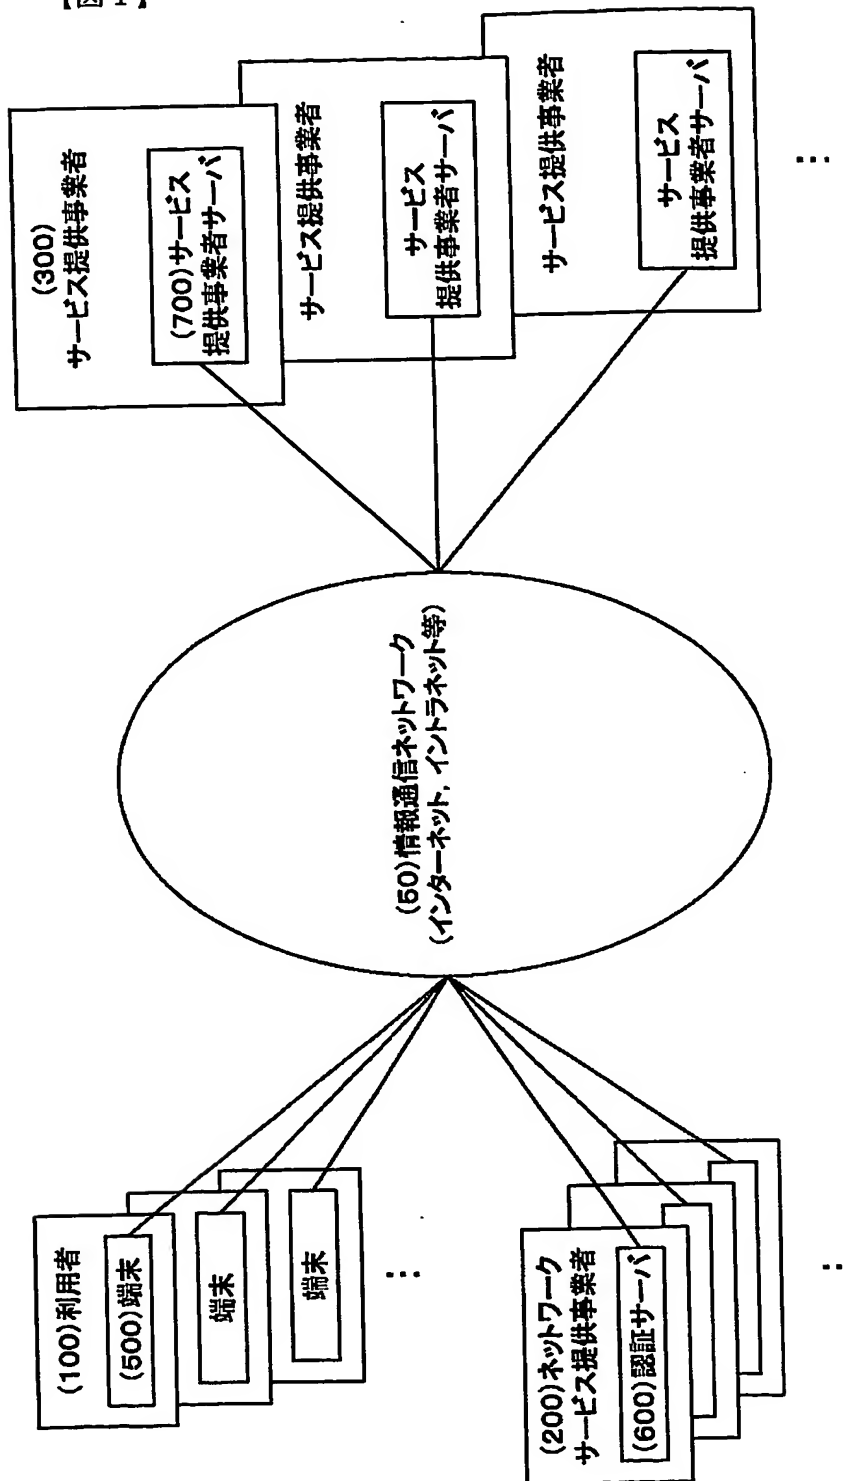 【図1】
(300)
サービス提供事業者
(700)サービス
提供事業者サーバ
サービス提供事業者
サービス
提供事業者サーバ
サービス提供事業者
サービス
提供事業者サーバ
(50)情報通信ネットワーク
(インターネット, イントラネット等)
(100)利用者
(500)端末
端末
端末
(200)ネットワーク
サービス提供事業者
(600)認証サーバ